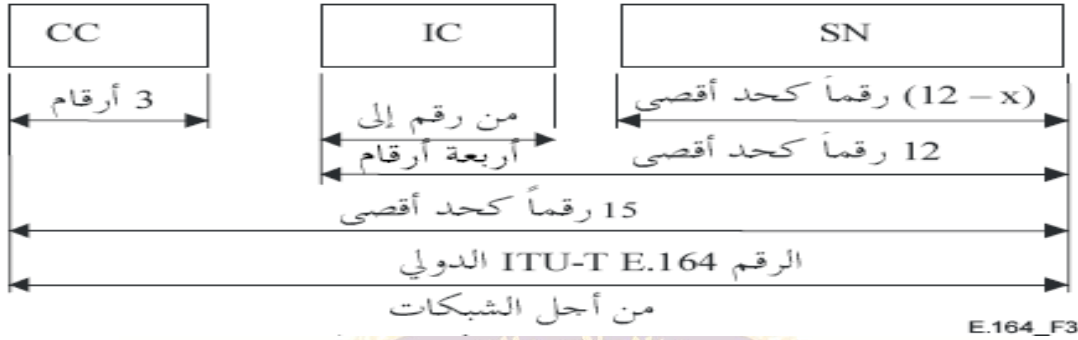 CC IC SN
3 أرقام
من رقم إلى
أربعة أرقام
(12 – x) رقماً كحد أقصى
12 رقماً كحد أقصى
15 رقماً كحد أقصى
الرقم ITU-T E.164 الدولي
من أجل الشبكات
E.164_F3